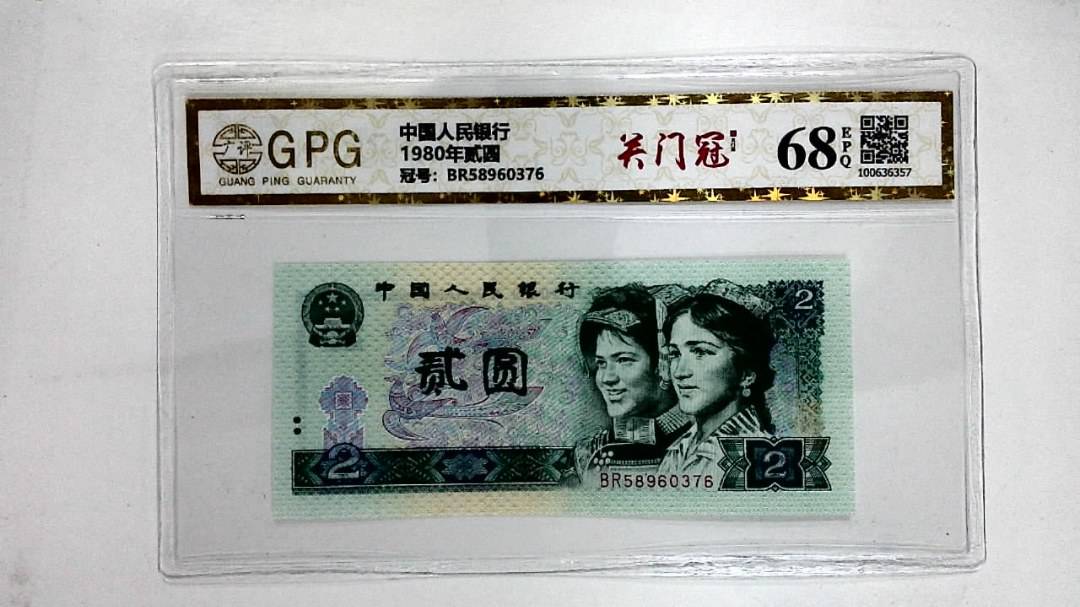 广评
GPG
GUANG PING GUARANTY
中国人民银行
1980年贰圆
冠号：BR58960376
关门冠
68
EPQ
100636357
中国人民银行
2
贰圆
2
2
BR58960376